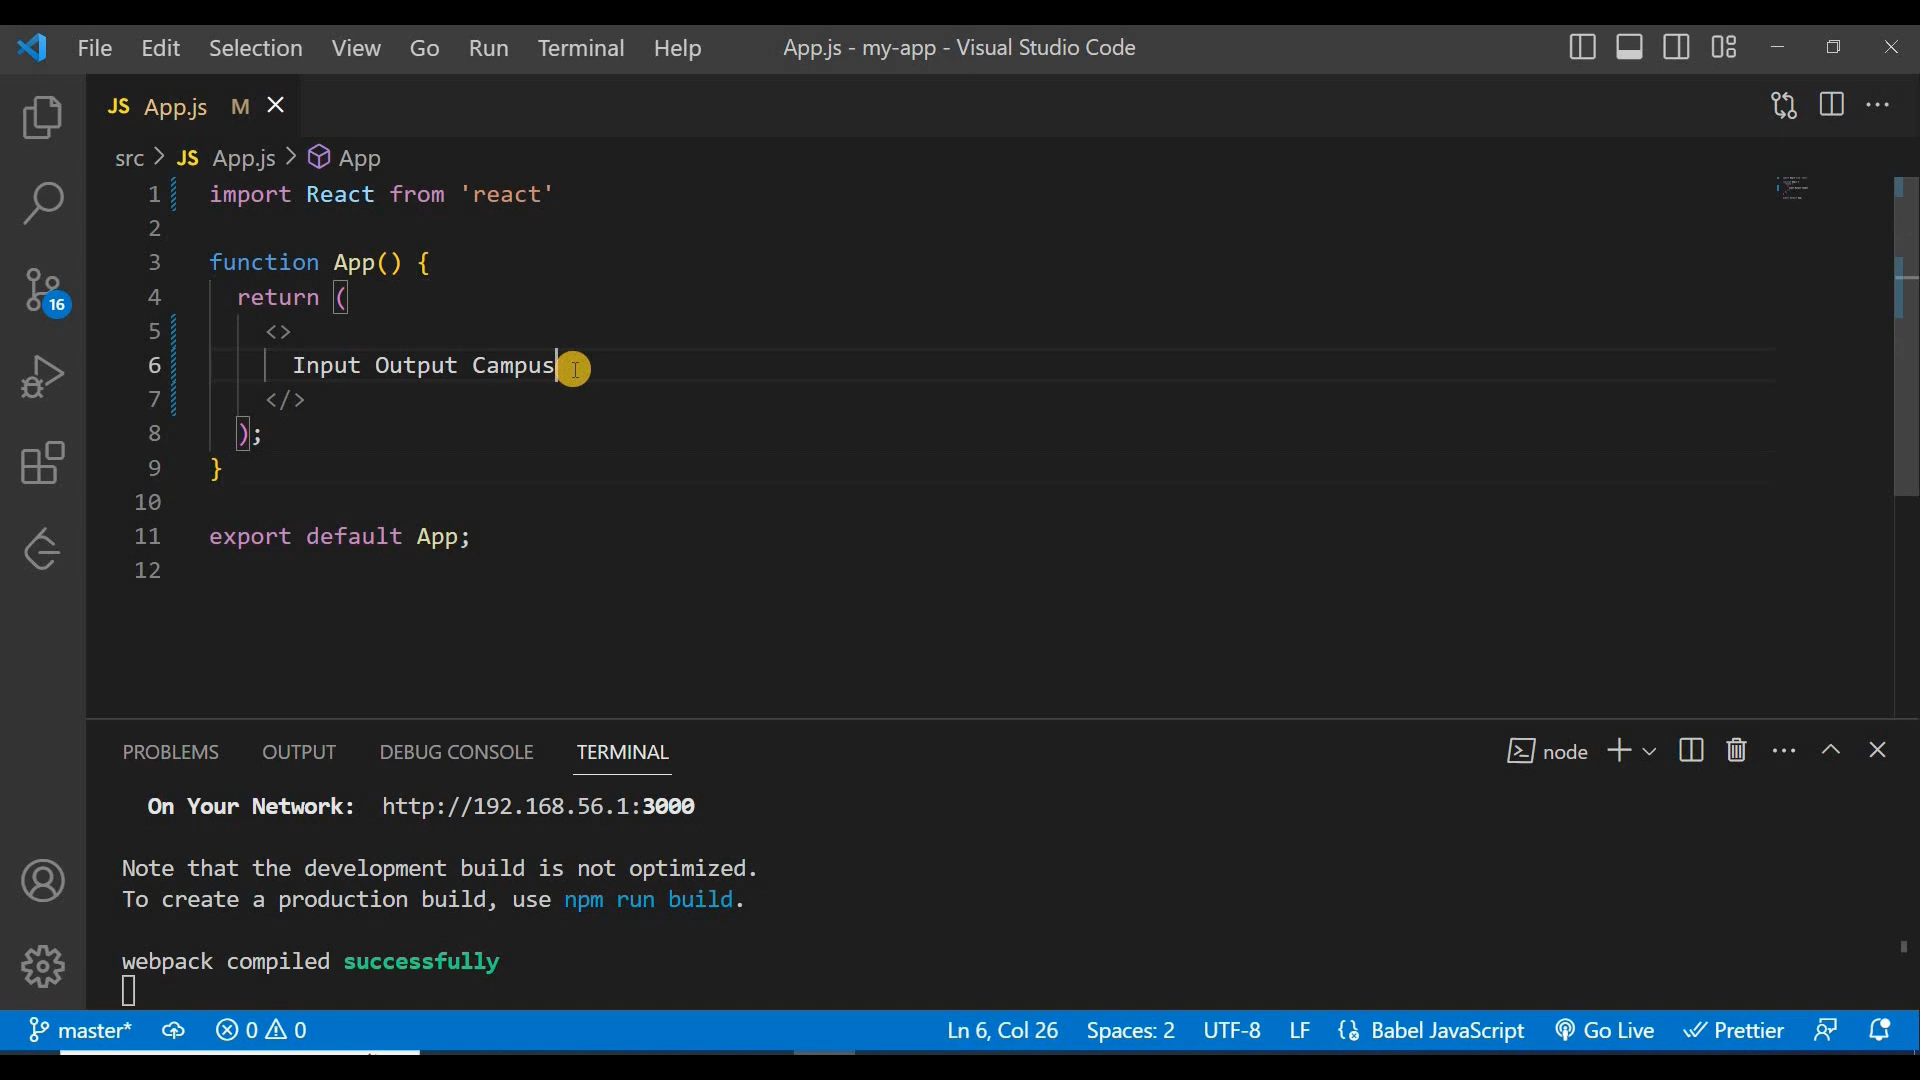 File Edit Selection View Go Run Terminal Help App.js - my-app - Visual Studio Code
JS App.js M
src > JS App.js > App
1 import React from 'react'
2
3 function App() {
4 return (
5 <>
6 Input Output Campus
7 </>
8 );
9 }
10
11 export default App;
12
16
PROBLEMS OUTPUT DEBUG CONSOLE TERMINAL node
On Your Network: http://192.168.56.1:3000
Note that the development build is not optimized.
To create a production build, use npm run build.
webpack compiled successfully
master* 0 0 Ln 6, Col 26 Spaces: 2 UTF-8 LF {} Babel JavaScript Go Live Prettier